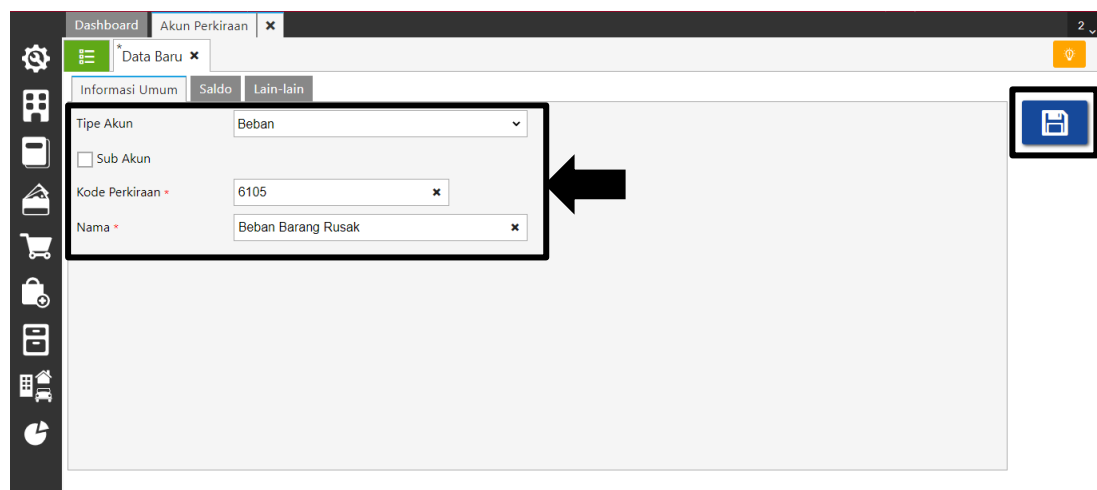 Dashboard Akun Perkiraan 2
*Data Baru
Informasi Umum Saldo Lain-lain
Tipe Akun Beban
Sub Akun
Kode Perkiraan * 6105
Nama * Beban Barang Rusak